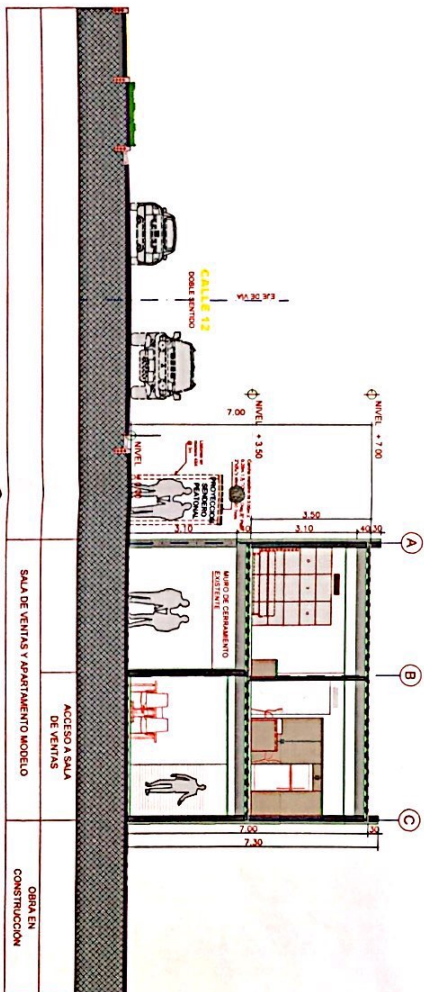 CALLE 12
DOBLE SENTIDO
EJE DE VIA
NIVEL + 7.00
NIVEL + 3.50
NIVEL
7.00
PROYECCION
SENDERO
PEATONAL
3.10
3.50
3.10
40
30
A
B
C
MURO DE CERRAMIENTO
EXISTENTE
7.00
30
7.30
ACCESO A SALA
DE VENTAS
SALA DE VENTAS Y APARTAMENTO MODELO
OBRA EN
CONSTRUCCIÓN